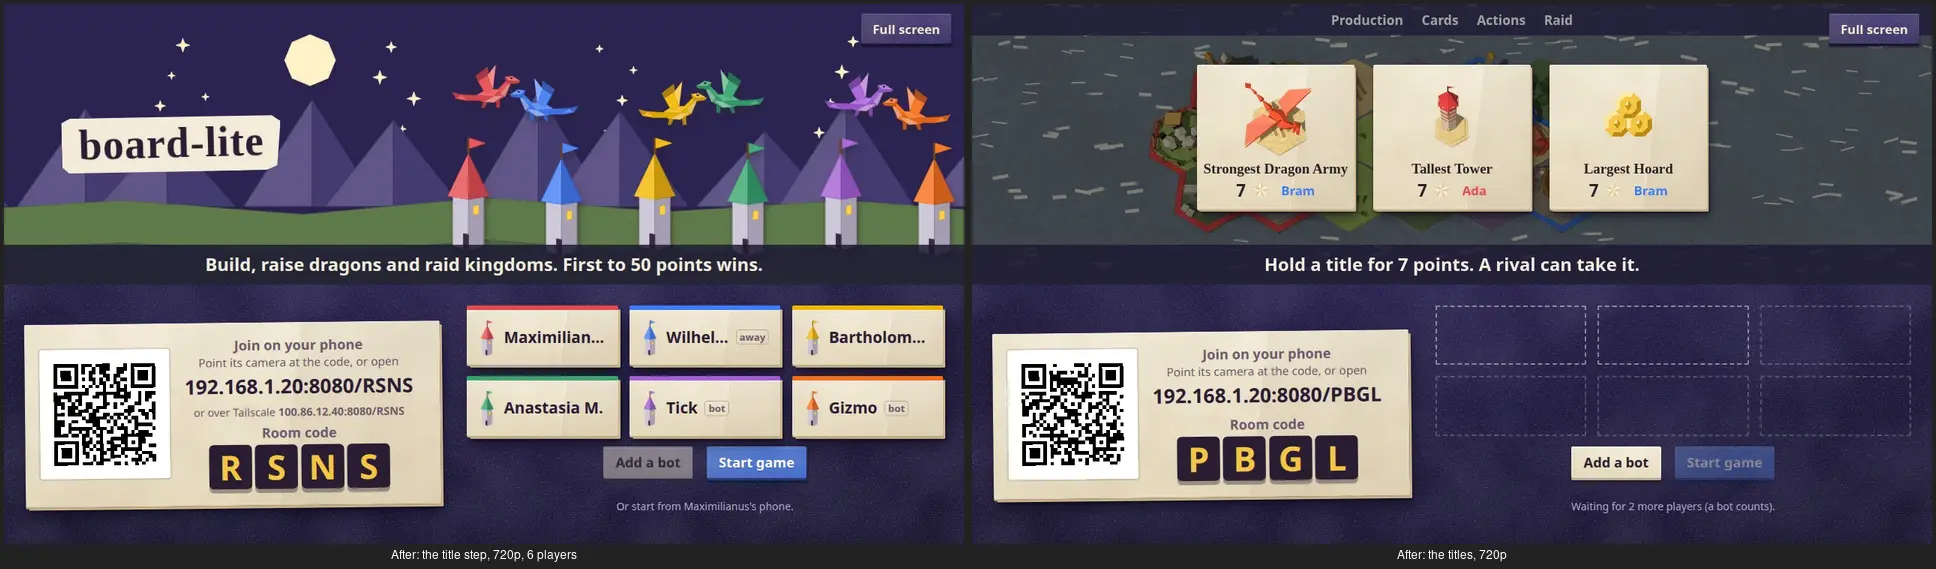 Full screen
board-lite
Build, raise dragons and raid kingdoms. First to 50 points wins.
Join on your phone
Point its camera at the code, or open
192.168.1.20:8080/RSNS
or over Tailscale 100.86.12.40:8080/RSNS
Room code
R S N S
Maximilian...
Wilhel... away
Bartholom...
Anastasia M.
Tick bot
Gizmo bot
Add a bot
Start game
Or start from Maximilianus's phone.
After: the title step, 720p, 6 players
Production Cards Actions Raid
Full screen
Strongest Dragon Army
7 Bram
Tallest Tower
7 Ada
Largest Hoard
7 Bram
Hold a title for 7 points. A rival can take it.
Join on your phone
Point its camera at the code, or open
192.168.1.20:8080/PBGL
Room code
P B G L
Add a bot
Start game
Waiting for 2 more players (a bot counts).
After: the titles, 720p